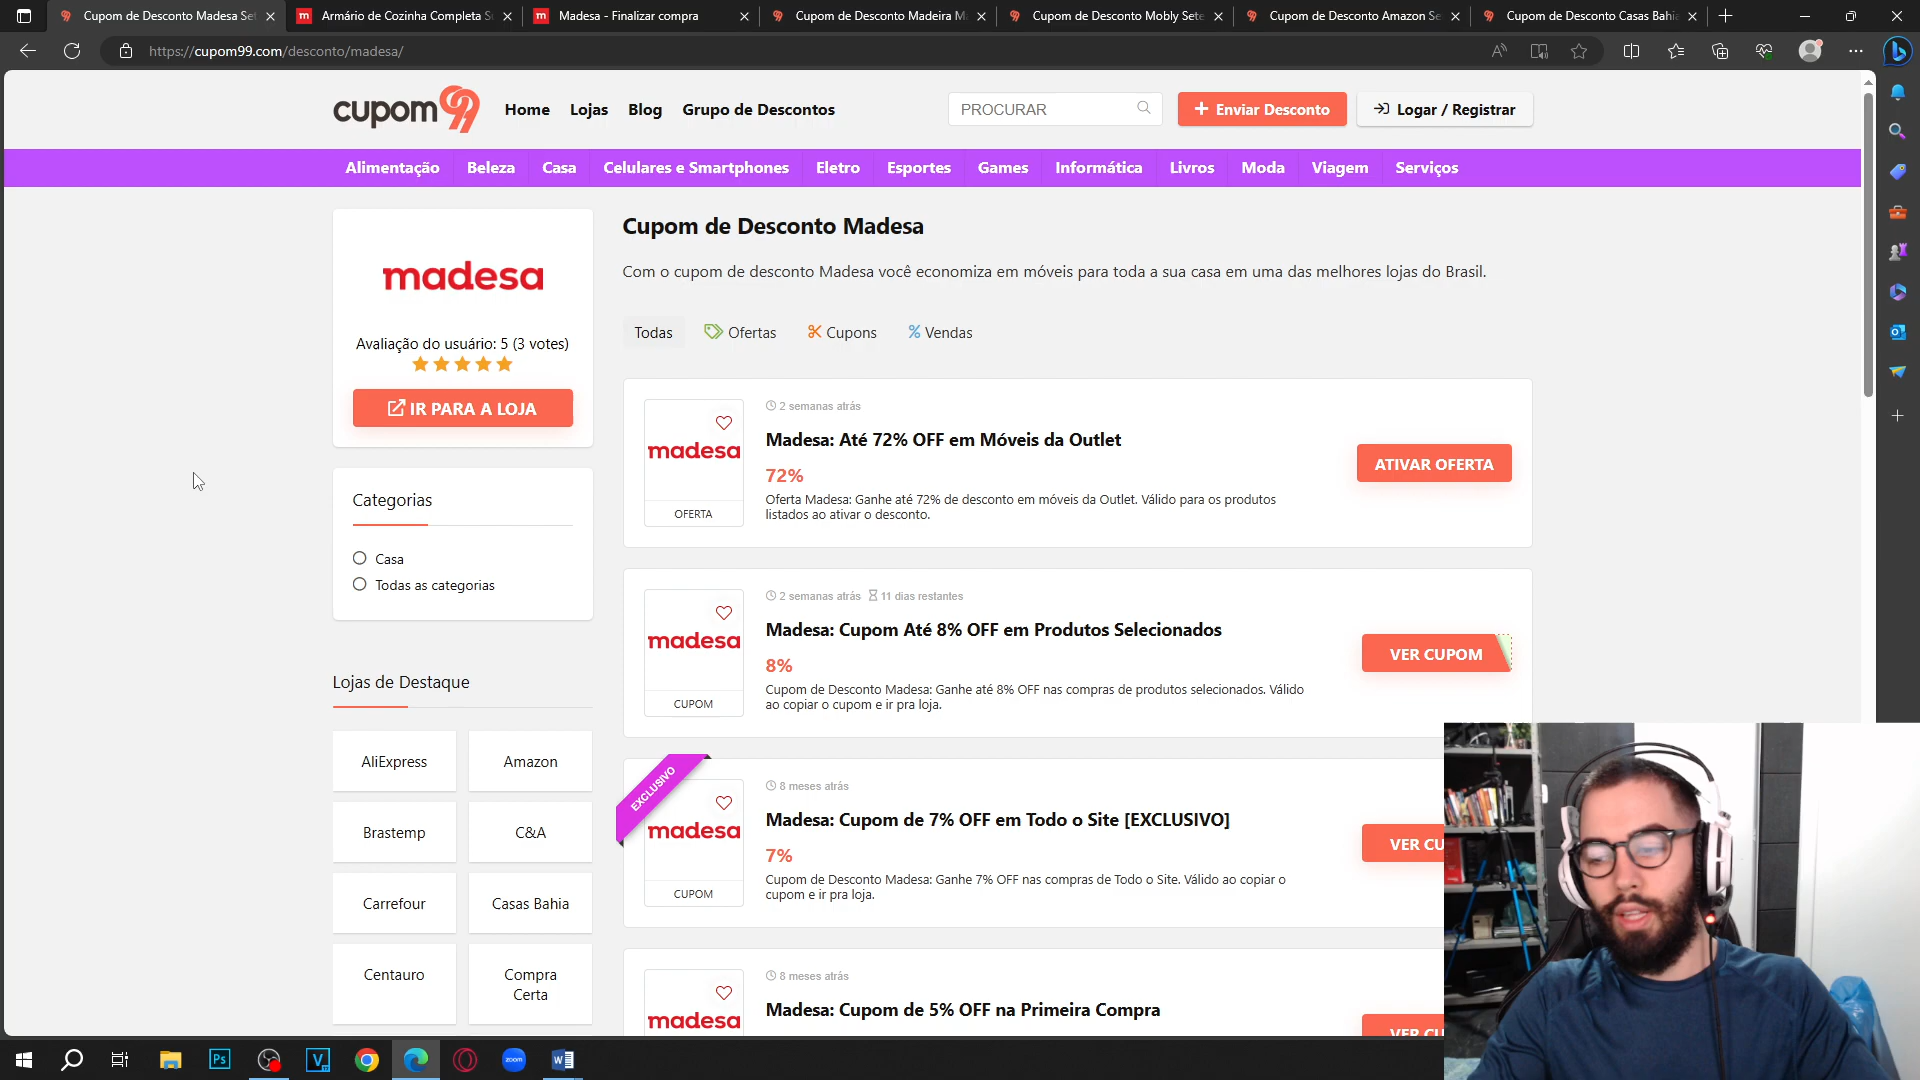 Cupom de Desconto Madesa Set
Armário de Cozinha Completa S
Madesa - Finalizar compra
Cupom de Desconto Madeira M
Cupom de Desconto Mobly Sete
Cupom de Desconto Amazon Se
Cupom de Desconto Casas Bahi
https://cupom99.com/desconto/madesa/
cupom99
Home
Lojas
Blog
Grupo de Descontos
PROCURAR
Enviar Desconto
Logar / Registrar
Alimentação
Beleza
Casa
Celulares e Smartphones
Eletro
Esportes
Games
Informática
Livros
Moda
Viagem
Serviços
madesa
Avaliação do usuário: 5 (3 votes)
IR PARA A LOJA
Categorias
Casa
Todas as categorias
Lojas de Destaque
AliExpress
Amazon
Brastemp
C&A
Carrefour
Casas Bahia
Centauro
Compra
Certa
Cupom de Desconto Madesa
Com o cupom de desconto Madesa você economiza em móveis para toda a sua casa em uma das melhores lojas do Brasil.
Todas
Ofertas
Cupons
% Vendas
madesa
OFERTA
2 semanas atrás
Madesa: Até 72% OFF em Móveis da Outlet
72%
Oferta Madesa: Ganhe até 72% de desconto em móveis da Outlet. Válido para os produtos
listados ao ativar o desconto.
ATIVAR OFERTA
madesa
CUPOM
2 semanas atrás
11 dias restantes
Madesa: Cupom Até 8% OFF em Produtos Selecionados
8%
Cupom de Desconto Madesa: Ganhe até 8% OFF nas compras de produtos selecionados. Válido
ao copiar o cupom e ir pra loja.
VER CUPOM
EXCLUSIVO
madesa
CUPOM
8 meses atrás
Madesa: Cupom de 7% OFF em Todo o Site [EXCLUSIVO]
7%
Cupom de Desconto Madesa: Ganhe 7% OFF nas compras de Todo o Site. Válido ao copiar o
cupom e ir pra loja.
VER CU
madesa
8 meses atrás
Madesa: Cupom de 5% OFF na Primeira Compra
VER CU
Ps
V
zoom
W